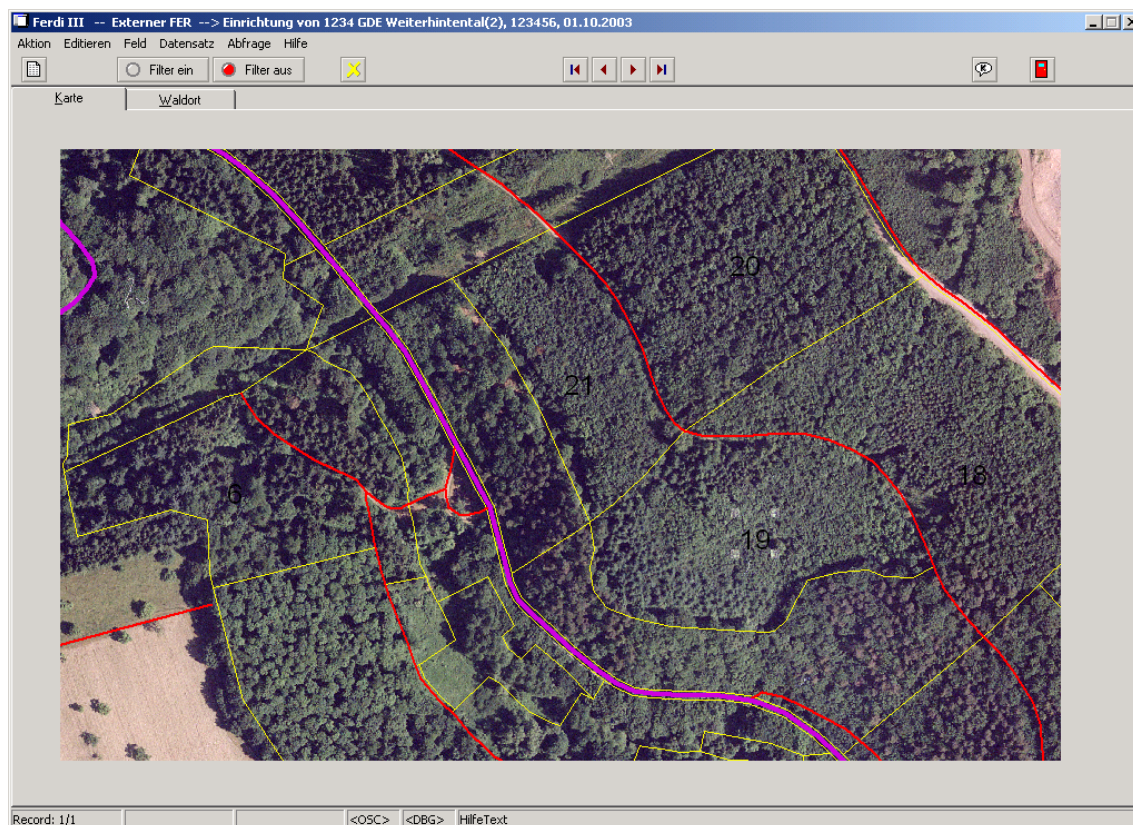 Ferdi III -- Externer FER --> Einrichtung von 1234 GDE Weiterhintental(2), 123456, 01.10.2003
Aktion Editieren Feld Datensatz Abfrage Hilfe
Filter ein Filter aus
Karte Waldort
20
21
18
6
19
Record: 1/1 <OSC> <DBG> HilfeText